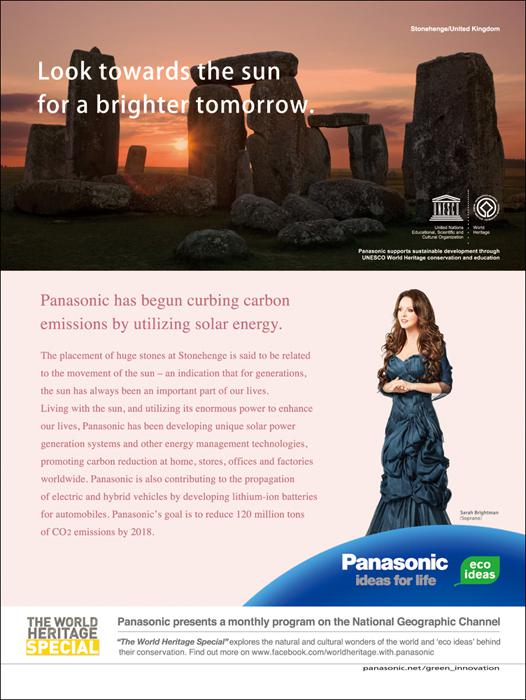 Stonehenge/United Kingdom
Look towards the sun
for a brighter tomorrow.
United Nations
Educational, Scientific and
Cultural Organization
World
Heritage
Panasonic supports sustainable development through
UNESCO World Heritage conservation and education
Panasonic has begun curbing carbon
emissions by utilizing solar energy.
The placement of huge stones at Stonehenge is said to be related
to the movement of the sun – an indication that for generations,
the sun has always been an important part of our lives.
Living with the sun, and utilizing its enormous power to enhance
our lives, Panasonic has been developing unique solar power
generation systems and other energy management technologies,
promoting carbon reduction at home, stores, offices and factories
worldwide. Panasonic is also contributing to the propagation
of electric and hybrid vehicles by developing lithium-ion batteries
for automobiles. Panasonic's goal is to reduce 120 million tons
of CO2 emissions by 2018.
Sarah Brightman
(Soprano)
Panasonic
ideas for life
eco
ideas
THE WORLD
HERITAGE
SPECIAL
Panasonic presents a monthly program on the National Geographic Channel
"The World Heritage Special" explores the natural and cultural wonders of the world and 'eco ideas' behind
their conservation. Find out more on www.facebook.com/worldheritage.with.panasonic
panasonic.net/green_innovation